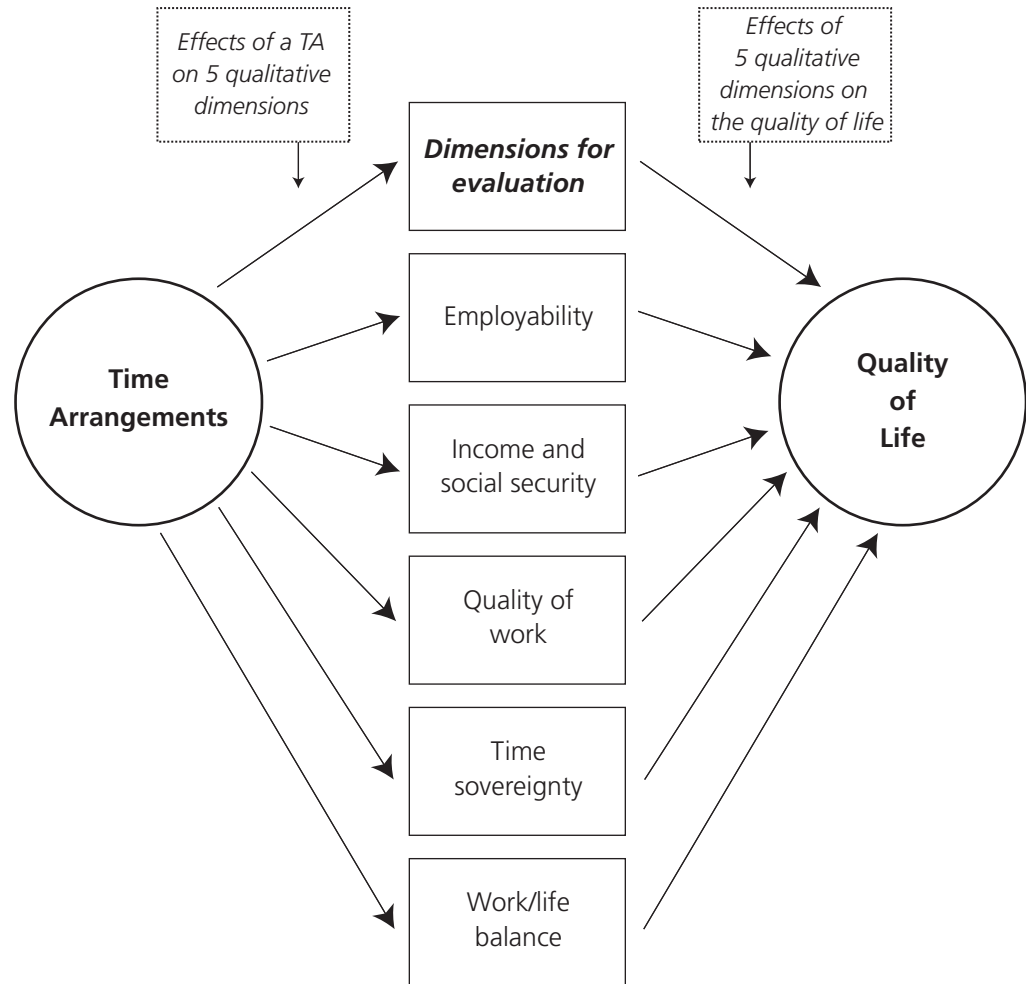 Effects of a TA
on 5 qualitative
dimensions
Effects of
5 qualitative
dimensions on
the quality of life
Dimensions for
evaluation
Employability
Time
Arrangements
Quality
of
Life
Income and
social security
Quality of
work
Time
sovereignty
Work/life
balance